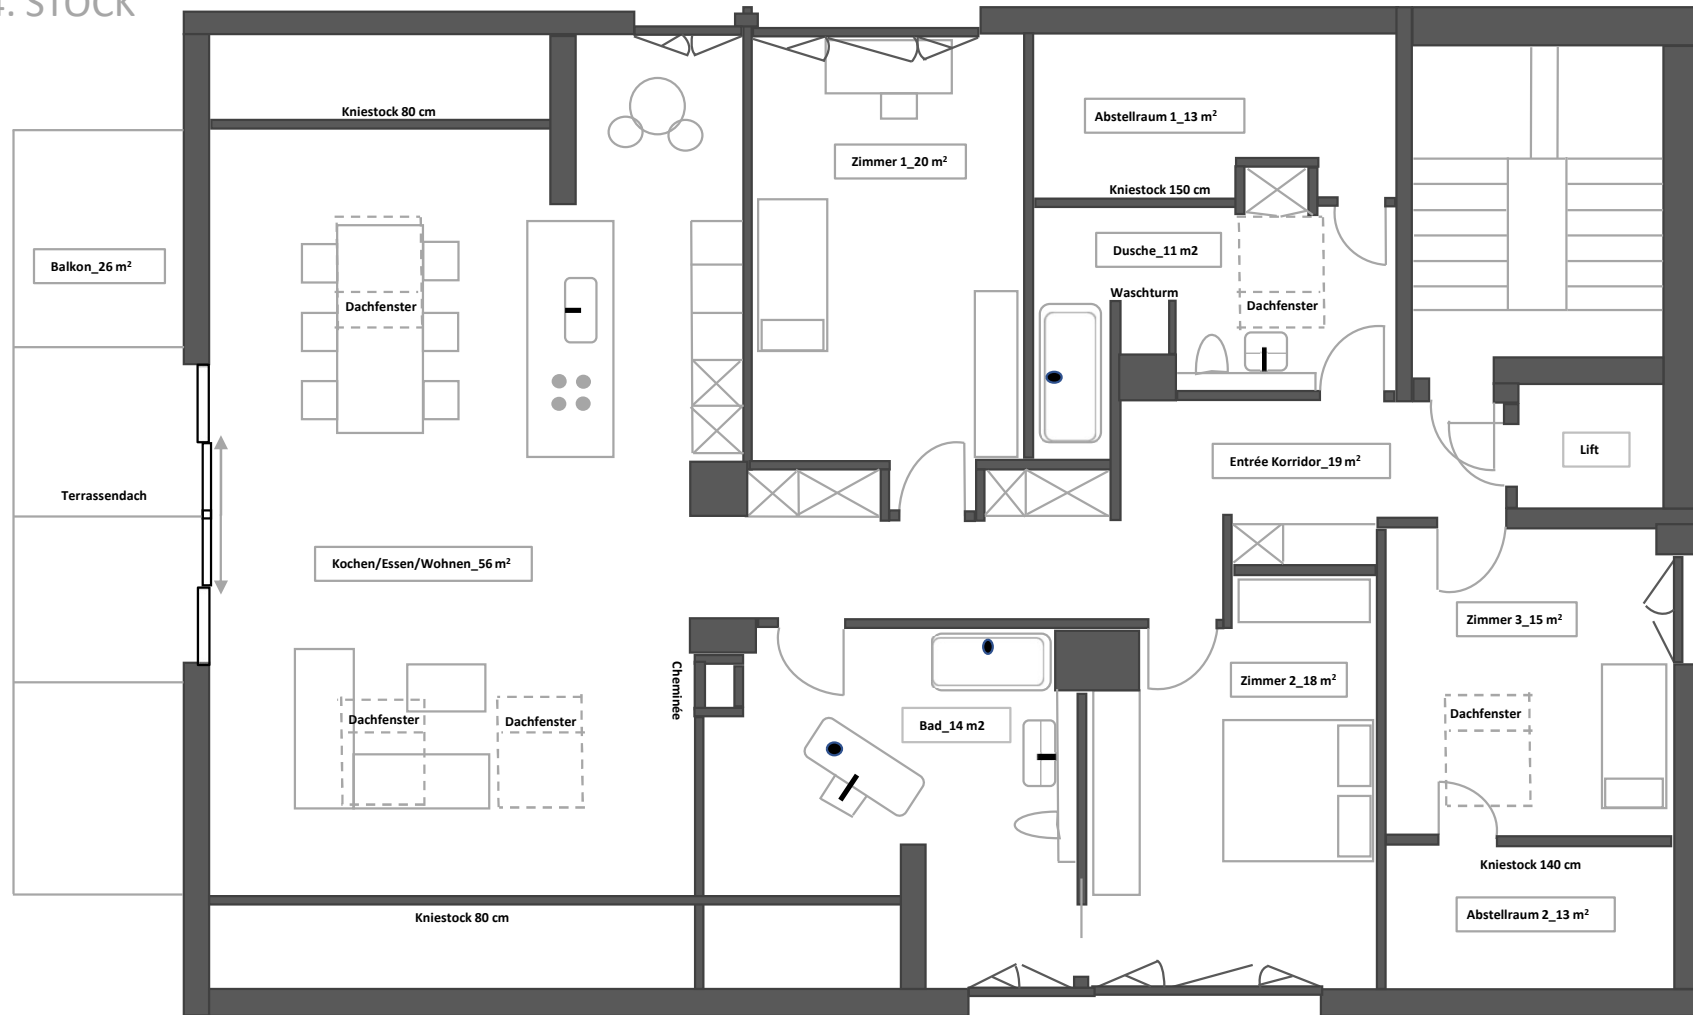 4. STOCK
Kniestock 80 cm
Abstellraum 1_13 m²
Zimmer 1_20 m²
Kniestock 150 cm
Dusche_11 m2
Balkon_26 m²
Waschturm
Dachfenster
Dachfenster
Lift
Entrée Korridor_19 m²
Terrassendach
Kochen/Essen/Wohnen_56 m²
Zimmer 3_15 m²
Cheminée
Zimmer 2_18 m²
Dachfenster
Dachfenster
Bad_14 m2
Dachfenster
Kniestock 140 cm
Kniestock 80 cm
Abstellraum 2_13 m²